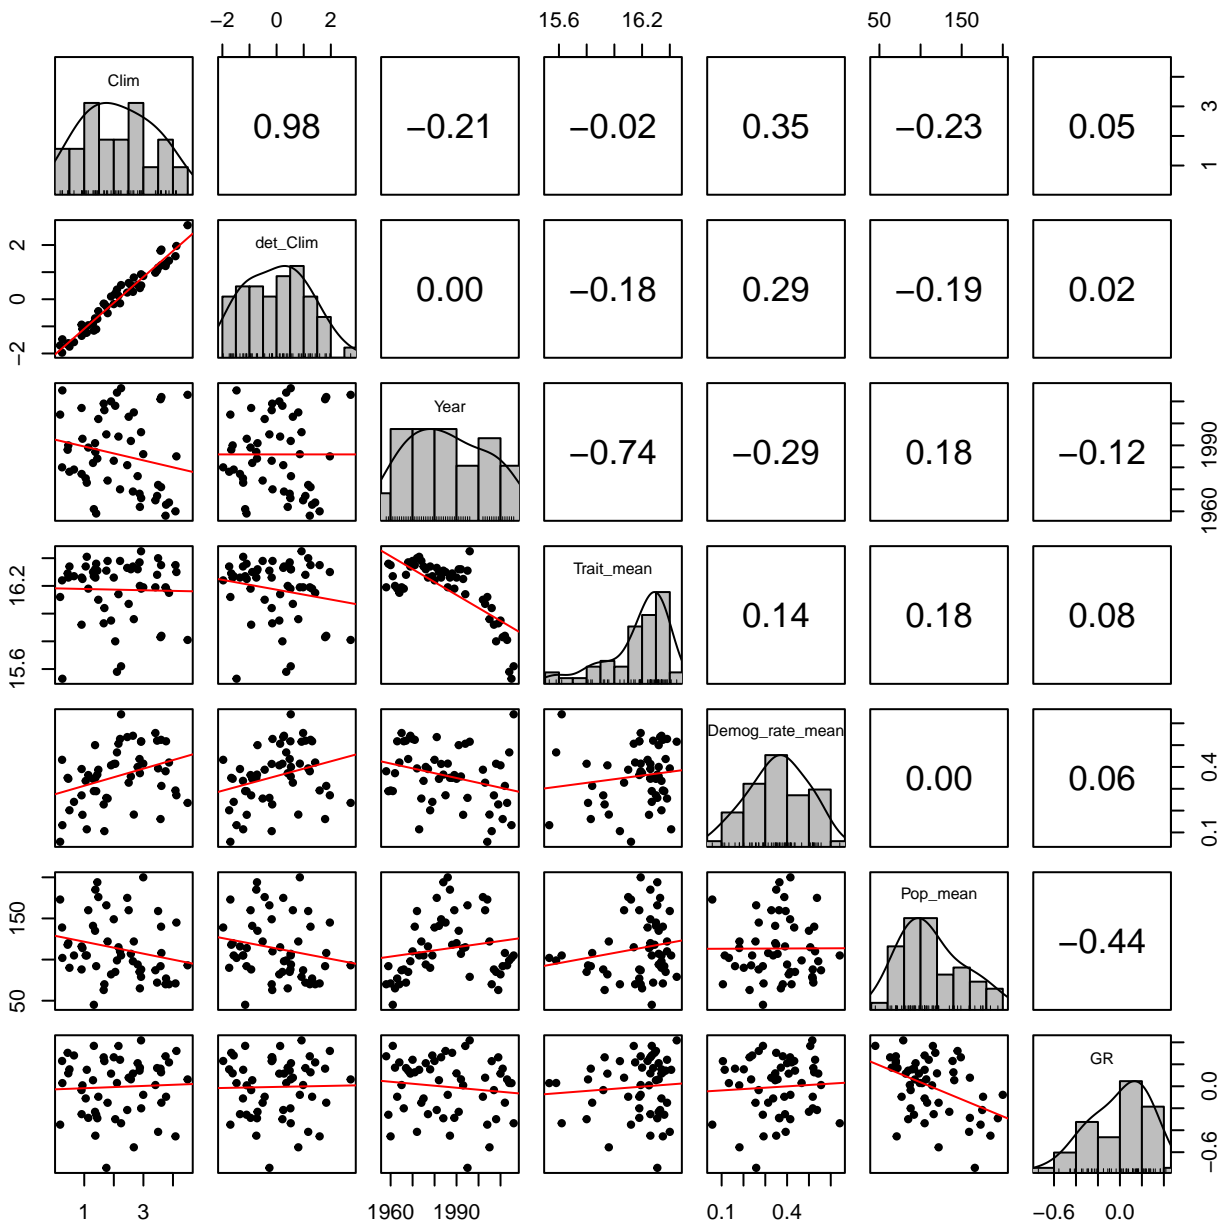 −2 0 2 15.6 16.2 50 150
Clim
0.98 −0.21 −0.02 0.35 −0.23 0.05
1 3
−2 0 2
det_Clim
0.00 −0.18 0.29 −0.19 0.02
Year
−0.74 −0.29 0.18 −0.12
1960 1990
15.6 16.2
Trait_mean
0.14 0.18 0.08
Demog_rate_mean
0.00 0.06
0.1 0.4
50 150
Pop_mean
−0.44
GR
−0.6 0.0
1 3 1960 1990 0.1 0.4 −0.6 0.0